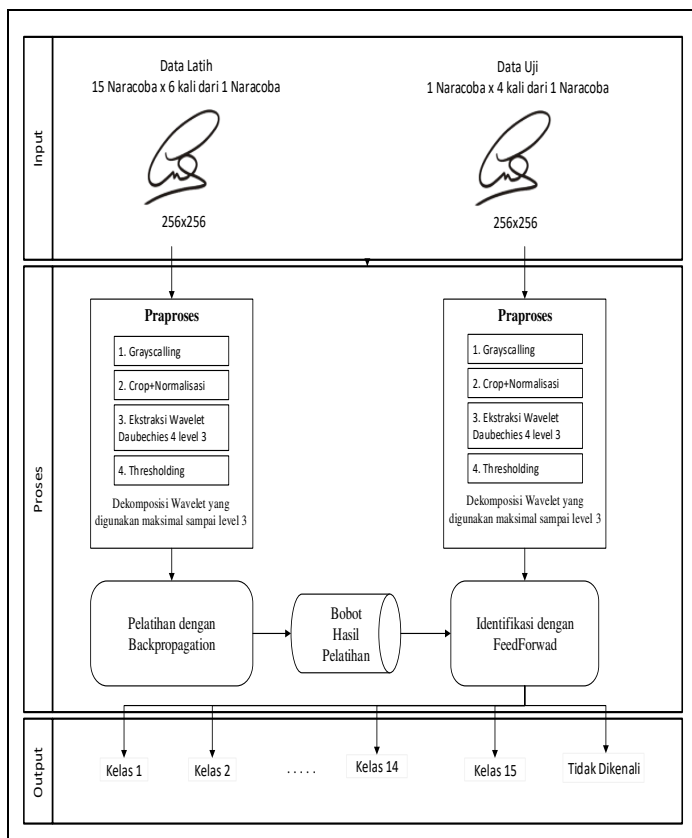 Input
Data Latih
15 Naracoba x 6 kali dari 1 Naracoba
256x256
Data Uji
1 Naracoba x 4 kali dari 1 Naracoba
256x256
Proses
Praproses
1. Grayscalling
2. Crop+Normalisasi
3. Ekstraksi Wavelet
Daubechies 4 level 3
4. Thresholding
Dekomposisi Wavelet yang
digunakan maksimal sampai level 3
Praproses
1. Grayscalling
2. Crop+Normalisasi
3. Ekstraksi Wavelet
Daubechies 4 level 3
4. Thresholding
Dekomposisi Wavelet yang
digunakan maksimal sampai level 3
Pelatihan dengan
Backpropagation
Bobot
Hasil
Pelatihan
Identifikasi dengan
FeedForwad
Output
Kelas 1
Kelas 2
. . . . .
Kelas 14
Kelas 15
Tidak Dikenali